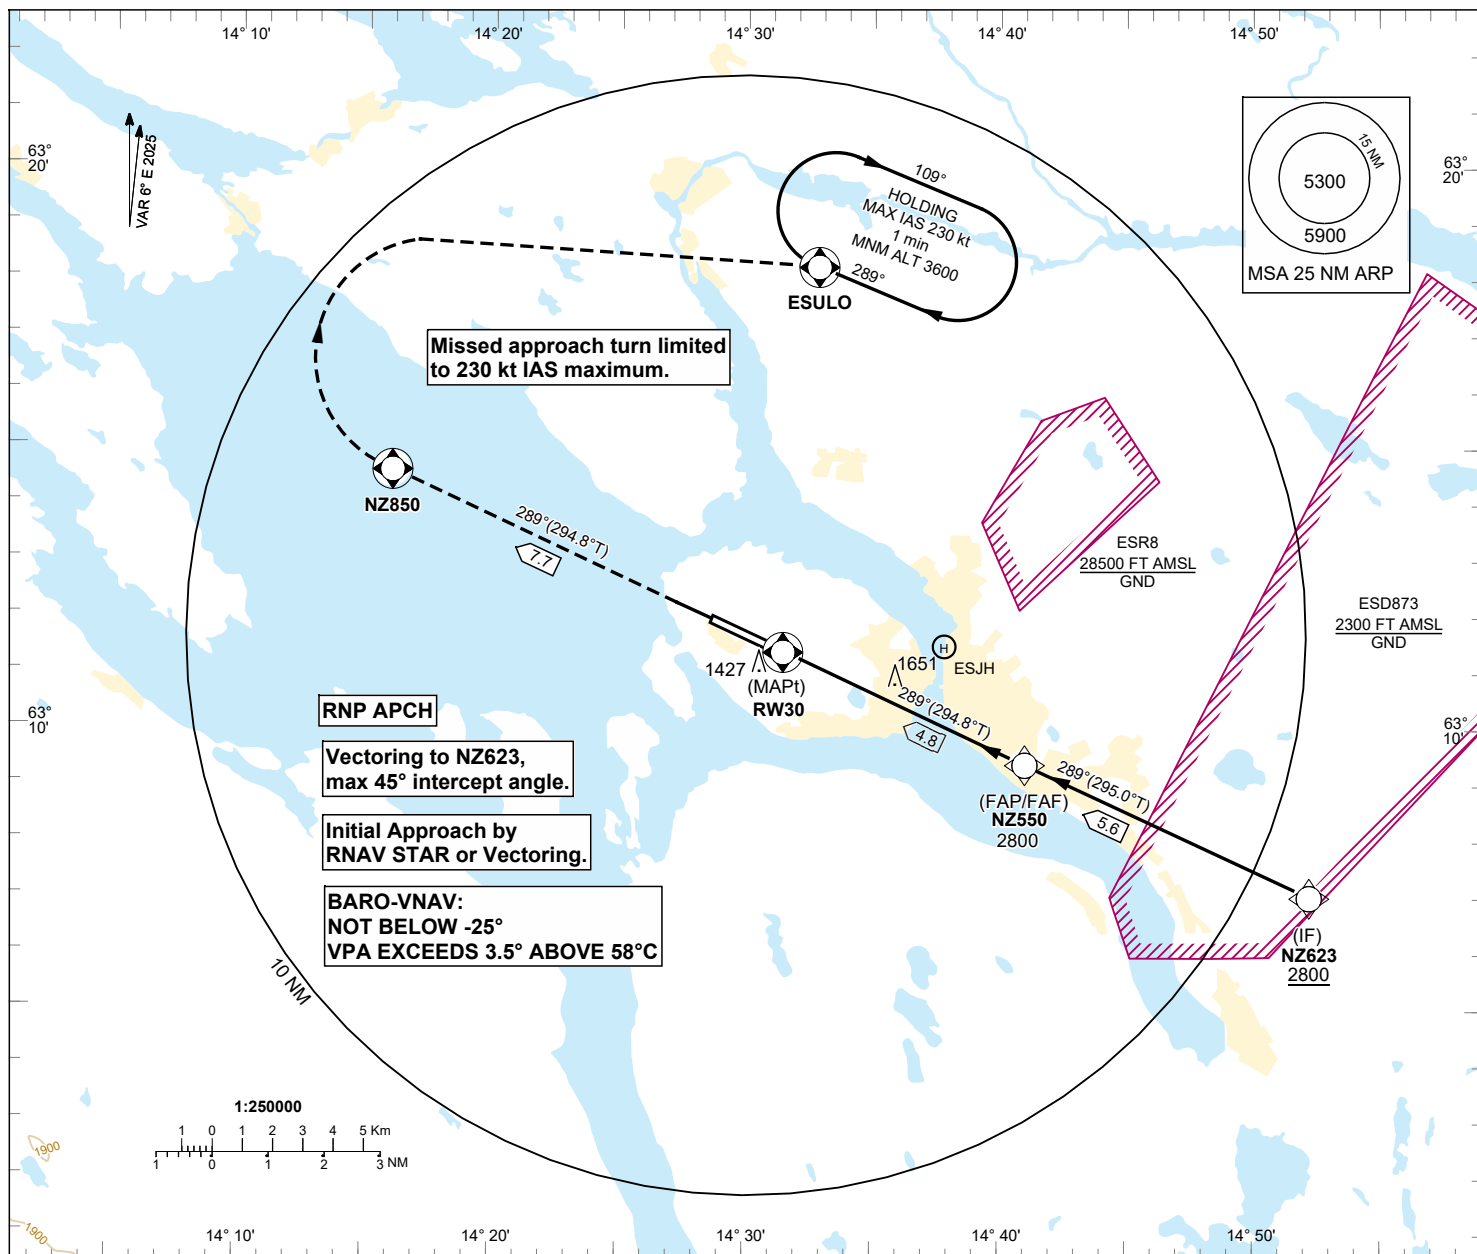 14° 10'
14° 20'
14° 30'
14° 40'
14° 50'
63°
20'
VAR 6° E 2025
109°
HOLDING
MAX IAS 230 kt
1 min
MNM ALT 3600
289°
ESULO
15 NM
5300
5900
MSA 25 NM ARP
63°
20'
Missed approach turn limited
to 230 kt IAS maximum.
NZ850
289°(294.8°T)
7.7
ESR8
28500 FT AMSL
GND
ESD873
2300 FT AMSL
GND
1427
(MAPt)
RW30
1651
H
ESJH
289°(294.8°T)
4.8
63°
10'
RNP APCH
Vectoring to NZ623,
max 45° intercept angle.
Initial Approach by
RNAV STAR or Vectoring.
BARO-VNAV:
NOT BELOW -25°
VPA EXCEEDS 3.5° ABOVE 58°C
289°(295.0°T)
5.6
(FAP/FAF)
NZ550
2800
63°
10'
(IF)
NZ623
2800
10 NM
1:250000
1 0 1 2 3 4 5 Km
1 0 1 2 3 NM
1900
1900
14° 10'
14° 20'
14° 30'
14° 40'
14° 50'